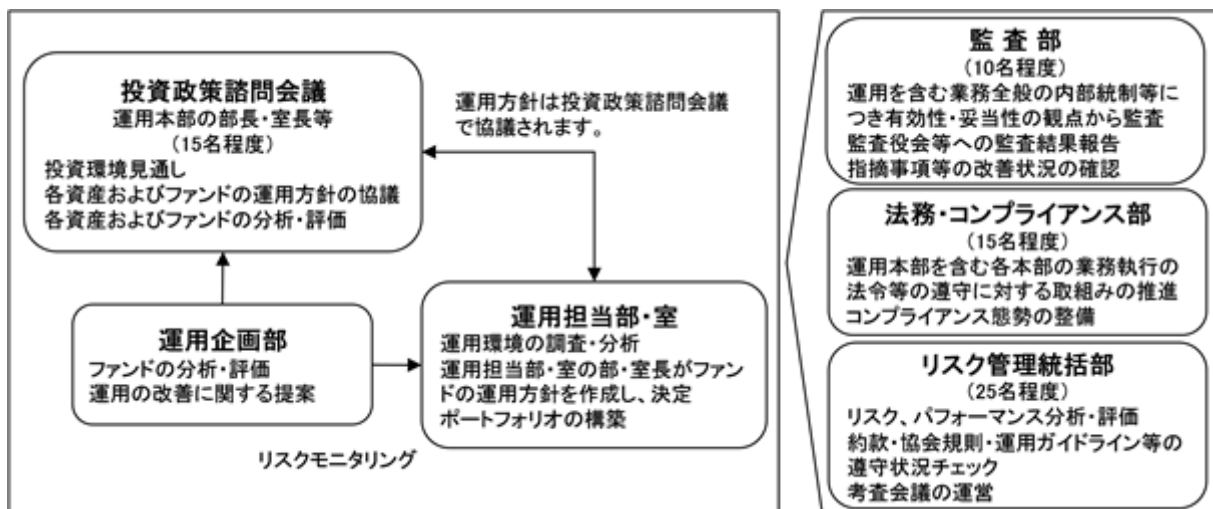 投資政策諮問会議
運用本部の部長・室長等
(15名程度)
投資環境見通し
各資産およびファンドの運用方針の協議
各資産およびファンドの分析・評価
運用方針は投資政策諮問会議
で協議されます。
運用企画部
ファンドの分析・評価
運用の改善に関する提案
運用担当部・室
運用環境の調査・分析
運用担当部・室の部・室長がファン
ドの運用方針を作成し、決定
ポートフォリオの構築
リスクモニタリング
監 査 部
(10名程度)
運用を含む業務全般の内部統制等に
つき有効性・妥当性の観点から監査
監査役会等への監査結果報告
指摘事項等の改善状況の確認
法務・コンプライアンス部
(15名程度)
運用本部を含む各本部の業務執行の
法令等の遵守に対する取組みの推進
コンプライアンス態勢の整備
リスク管理統括部
(25名程度)
リスク、パフォーマンス分析・評価
約款・協会規則・運用ガイドライン等の
遵守状況チェック
考査会議の運営